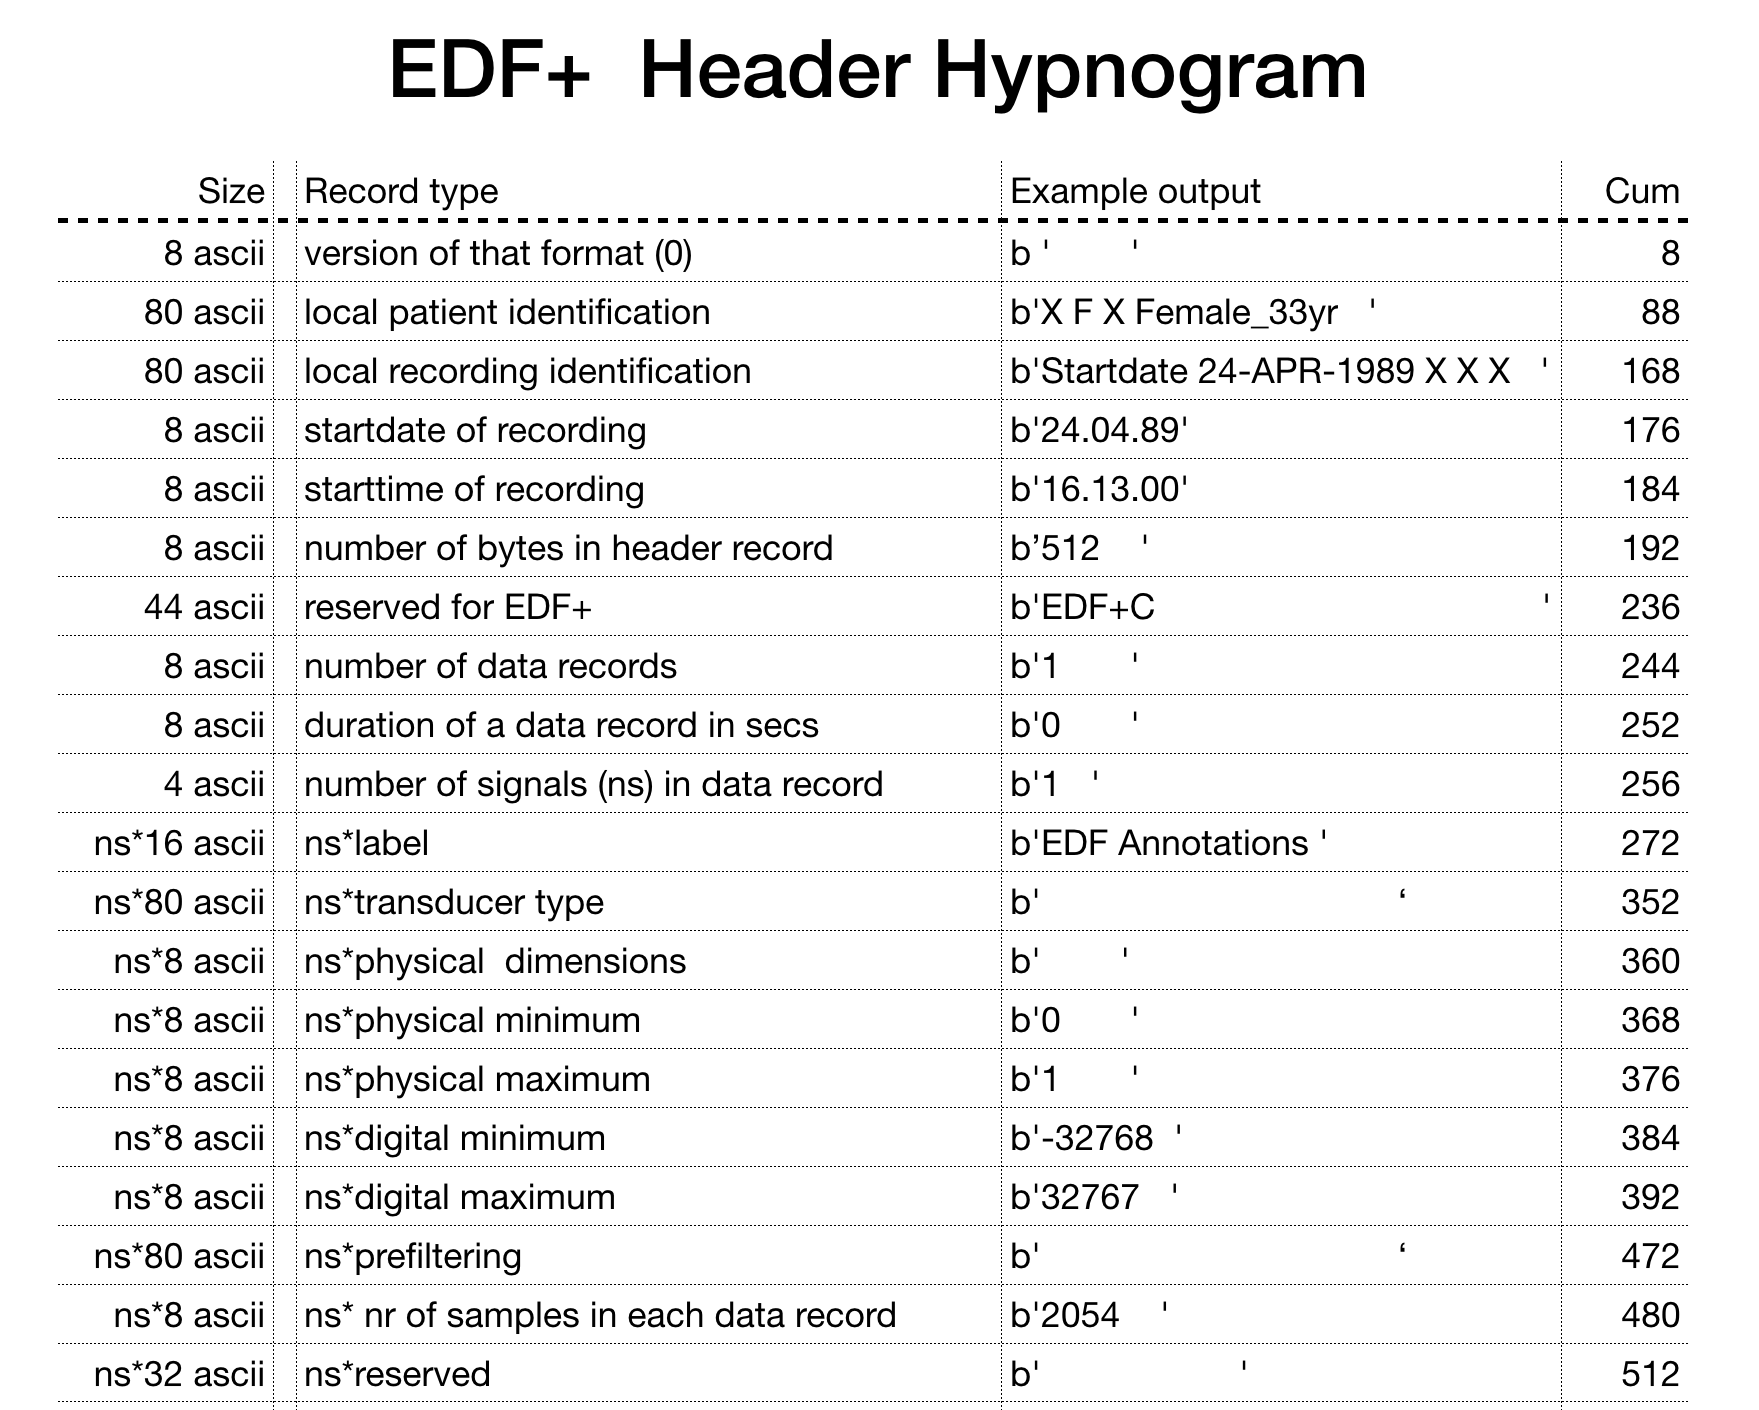 EDF+  Header Hypnogram
Size Record type Example output Cum
8 ascii version of that format (0) b '        ' 8
80 ascii local patient identification b'X F X Female_33yr   ' 88
80 ascii local recording identification b'Startdate 24-APR-1989 X X X   ' 168
8 ascii startdate of recording b'24.04.89' 176
8 ascii starttime of recording b'16.13.00' 184
8 ascii number of bytes in header record b’512    ' 192
44 ascii reserved for EDF+ b'EDF+C                                       ' 236
8 ascii number of data records b'1       ' 244
8 ascii duration of a data record in secs b'0       ' 252
4 ascii number of signals (ns) in data record b'1   ' 256
ns*16 ascii ns*label b'EDF Annotations ' 272
ns*80 ascii ns*transducer type b'                                    ‘ 352
ns*8 ascii ns*physical  dimensions b'        ' 360
ns*8 ascii ns*physical minimum b'0       ' 368
ns*8 ascii ns*physical maximum b'1       ' 376
ns*8 ascii ns*digital minimum b'-32768  ' 384
ns*8 ascii ns*digital maximum b'32767   ' 392
ns*80 ascii ns*prefiltering b'                                    ‘ 472
ns*8 ascii ns* nr of samples in each data record b'2054    ' 480
ns*32 ascii ns*reserved b'                    ' 512